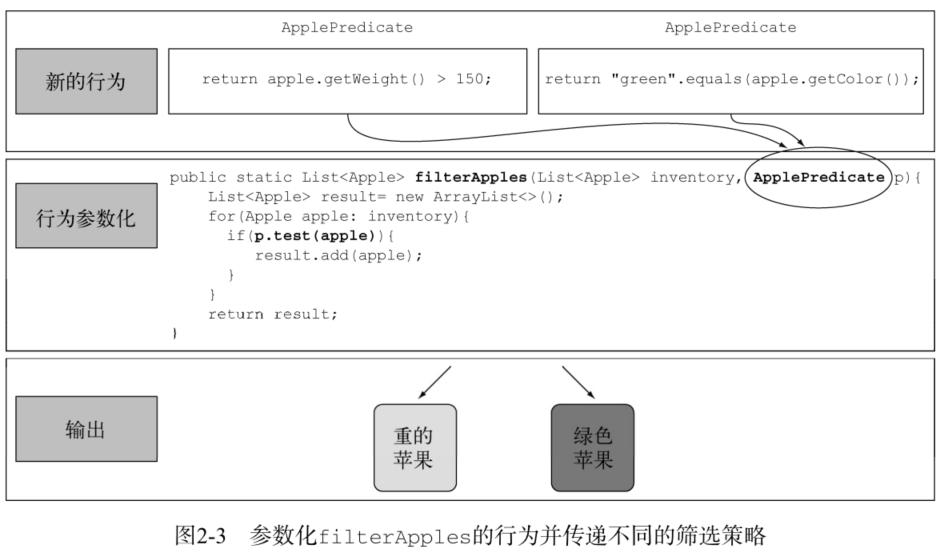 ApplePredicate
ApplePredicate
新的行为
return apple.getWeight() > 150;
return "green".equals(apple.getColor());
行为参数化
public static List<Apple> filterApples(List<Apple> inventory, ApplePredicate p){
List<Apple> result= new ArrayList<>();
for(Apple apple: inventory){
if(p.test(apple)){
result.add(apple);
}
}
return result;
}
输出
重的
苹果
绿色
苹果
图2-3 参数化filterApples的行为并传递不同的筛选策略